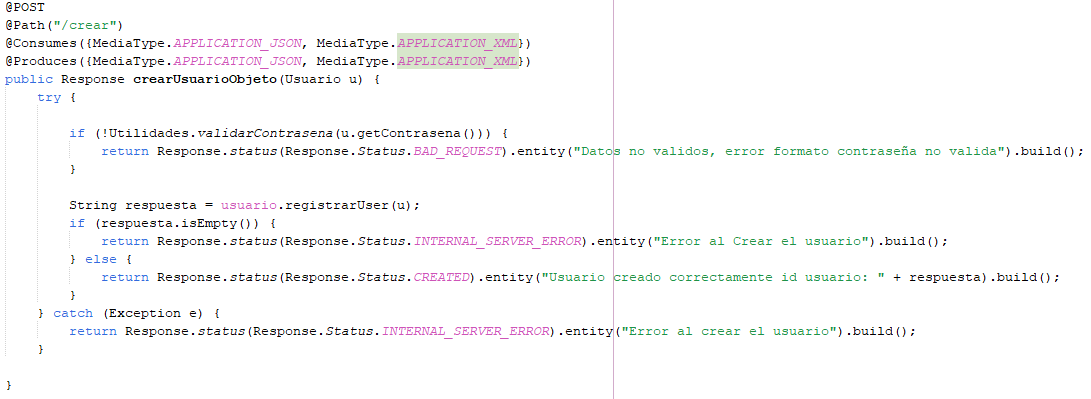 @POST
@Path("/crear")
@Consumes({MediaType.APPLICATION_JSON, MediaType.APPLICATION_XML})
@Produces({MediaType.APPLICATION_JSON, MediaType.APPLICATION_XML})
public Response crearUsuarioObjeto(Usuario u) {
    try {

        if (!Utilidades.validarContrasena(u.getContrasena())) {
            return Response.status(Response.Status.BAD_REQUEST).entity("Datos no validos, error formato contraseña no valida").build();
        }

        String respuesta = usuario.registrarUser(u);
        if (respuesta.isEmpty()) {
            return Response.status(Response.Status.INTERNAL_SERVER_ERROR).entity("Error al Crear el usuario").build();
        } else {
            return Response.status(Response.Status.CREATED).entity("Usuario creado correctamente id usuario: " + respuesta).build();
        }
    } catch (Exception e) {
        return Response.status(Response.Status.INTERNAL_SERVER_ERROR).entity("Error al crear el usuario").build();
    }

}